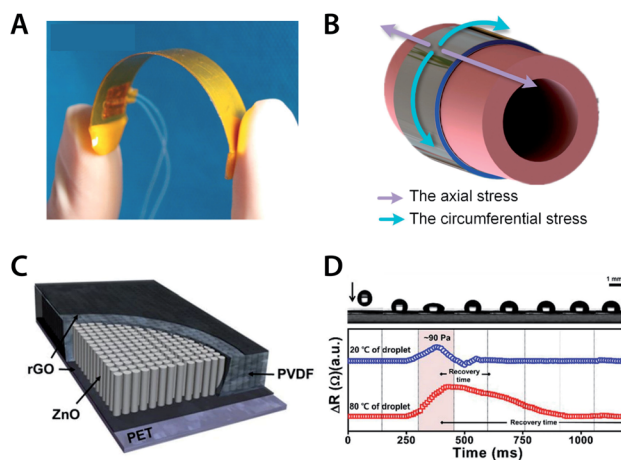 A
B
The axial stress
The circumferential stress
C
rGO
ZnO
PVDF
PET
D
1 mm
~90 Pa
20 ℃ of droplet
Recovery
time
80 ℃ of droplet
Recovery time
ΔR (Ω)(a.u.)
0 250 500 750 1000
Time (ms)